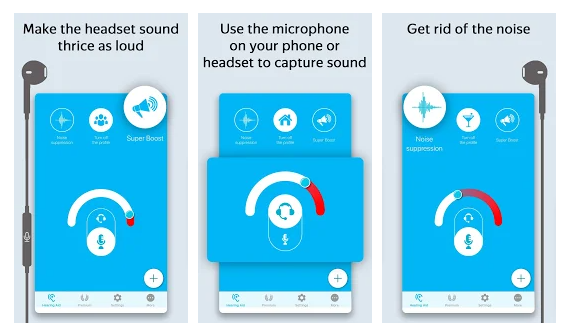 Make the headset sound
thrice as loud
Noise
suppression
Turn off
the profile
Super Boost
Hearing Aid
Premium
Settings
More
Use the microphone
on your phone or
headset to capture sound
Noise
suppression
Turn off
the profile
Super Boost
Hearing Aid
Premium
Settings
More
Get rid of the noise
Noise
suppression
Turn off
the profile
Super Boost
Hearing Aid
Premium
Settings
More